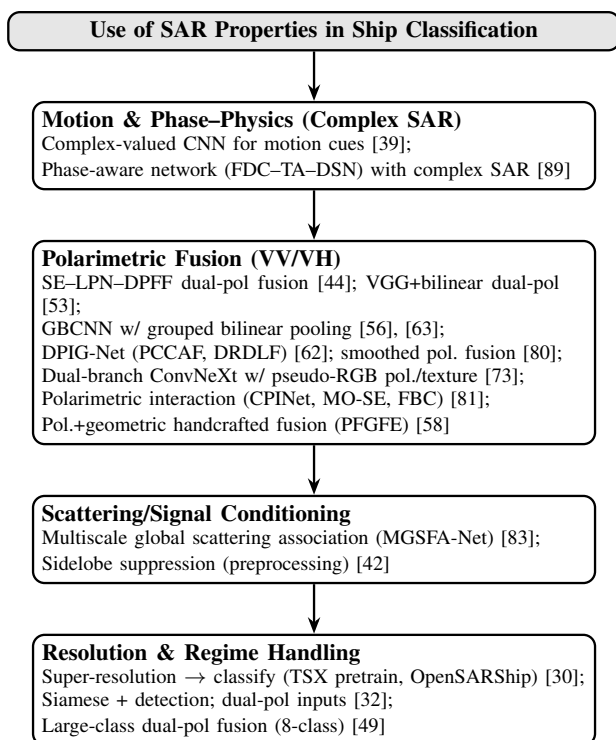 Use of SAR Properties in Ship Classification
Motion & Phase–Physics (Complex SAR)
Complex-valued CNN for motion cues [39];
Phase-aware network (FDC–TA–DSN) with complex SAR [89]
Polarimetric Fusion (VV/VH)
SE–LPN–DPFF dual-pol fusion [44]; VGG+bilinear dual-pol
[53];
GBCNN w/ grouped bilinear pooling [56], [63];
DPIG-Net (PCCAF, DRDLF) [62]; smoothed pol. fusion [80];
Dual-branch ConvNeXt w/ pseudo-RGB pol./texture [73];
Polarimetric interaction (CPINet, MO-SE, FBC) [81];
Pol.+geometric handcrafted fusion (PFGFE) [58]
Scattering/Signal Conditioning
Multiscale global scattering association (MGSFA-Net) [83];
Sidelobe suppression (preprocessing) [42]
Resolution & Regime Handling
Super-resolution → classify (TSX pretrain, OpenSARShip) [30];
Siamese + detection; dual-pol inputs [32];
Large-class dual-pol fusion (8-class) [49]